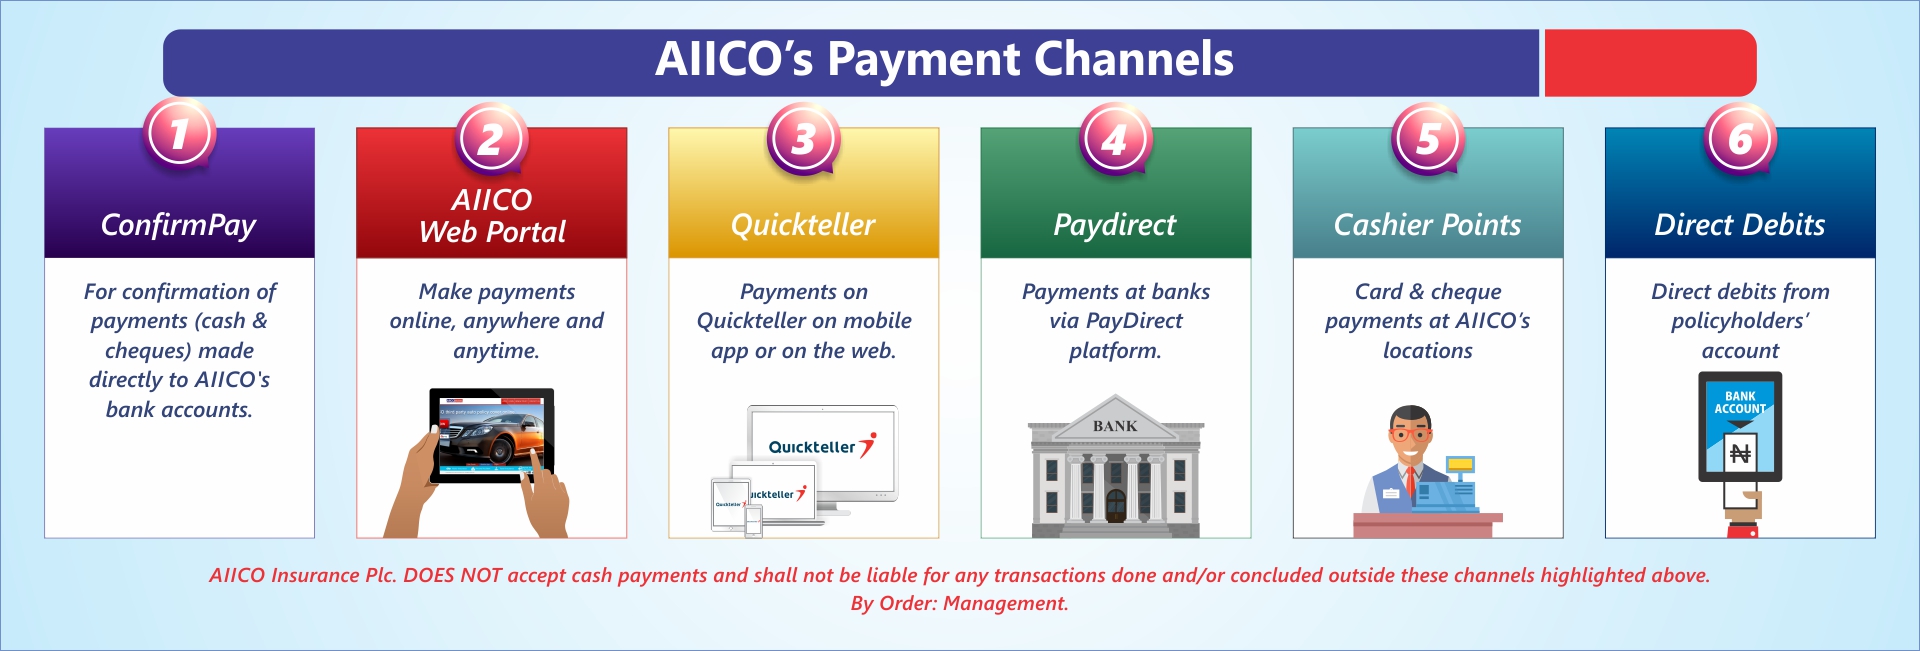 AIICO’s Payment Channels
1
ConfirmPay
For confirmation of
payments (cash &
cheques) made
directly to AIICO's
bank accounts.
2
AIICO
Web Portal
Make payments
online, anywhere and
anytime.
3
Quickteller
Payments on
Quickteller on mobile
app or on the web.
Quickteller
uickteller
Quickteller
4
Paydirect
Payments at banks
via PayDirect
platform.
BANK
5
Cashier Points
Card & cheque
payments at AIICO’s
locations
6
Direct Debits
Direct debits from
policyholders’
account
BANK
ACCOUNT
₦
AIICO Insurance Plc. DOES NOT accept cash payments and shall not be liable for any transactions done and/or concluded outside these channels highlighted above.
By Order: Management.